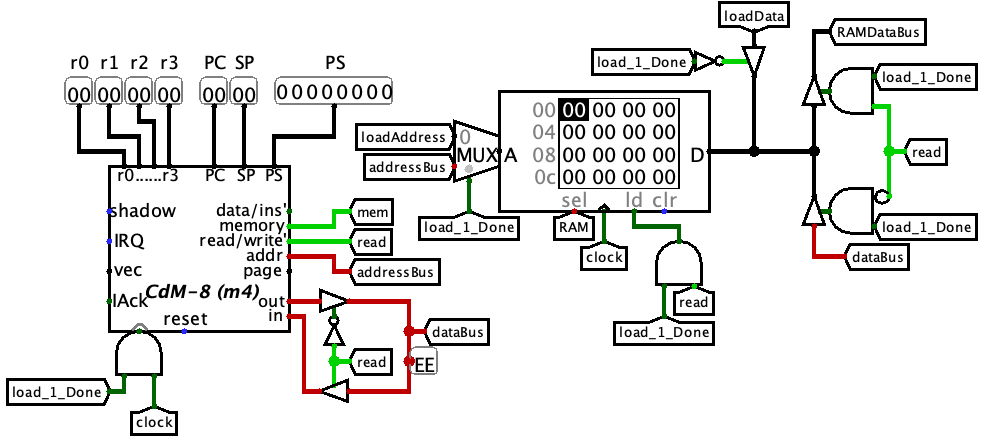 loadData
load_1_Done
RAMDataBus
load_1_Done
read
load_1_Done
dataBus
r0 r1 r2 r3 PC SP PS
00 00 00 00 00 00 00000000
r0......r3 PC SP PS
shadow
IRQ
vec
IAck
data/ins'
memory
read/write'
addr
page
out
in
CdM-8 (m4)
reset
mem
read
addressBus
dataBus
read
EE
load_1_Done
clock
loadAddress
addressBus
0
MUX
load_1_Done
A
00 00 00 00 00
04 00 00 00 00
08 00 00 00 00
0c 00 00 00 00
D
sel ld clr
RAM
clock
read
load_1_Done